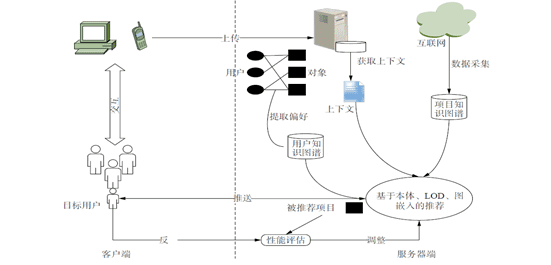 上传
互联网
获取上下文
数据采集
用户
对象
交互
上下文
提取偏好
项目知
识图谱
用户知
识图谱
基于本体、LOD、图
嵌入的推荐
目标用户
推送
被推荐项目
反
性能评估
调整
客户端
服务器端